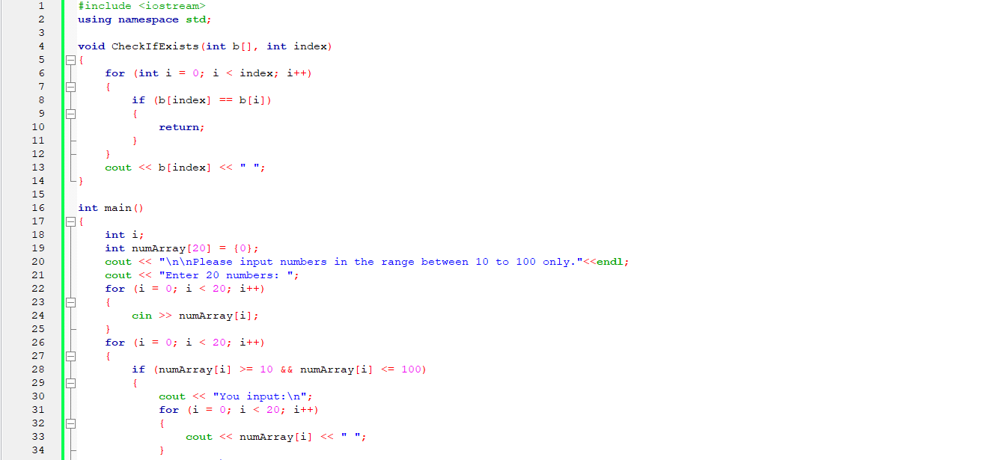 1 #include <iostream>
2 using namespace std;
3
4 void CheckIfExists(int b[], int index)
5 {
6 for (int i = 0; i < index; i++)
7 {
8 if (b[index] == b[i])
9 {
10 return;
11 }
12 }
13 cout << b[index] << " ";
14 }
15
16 int main()
17 {
18 int i;
19 int numArray[20] = {0};
20 cout << "\n\nPlease input numbers in the range between 10 to 100 only."<<endl;
21 cout << "Enter 20 numbers: ";
22 for (i = 0; i < 20; i++)
23 {
24 cin >> numArray[i];
25 }
26 for (i = 0; i < 20; i++)
27 {
28 if (numArray[i] >= 10 && numArray[i] <= 100)
29 {
30 cout << "You input:\n";
31 for (i = 0; i < 20; i++)
32 {
33 cout << numArray[i] << " ";
34 }